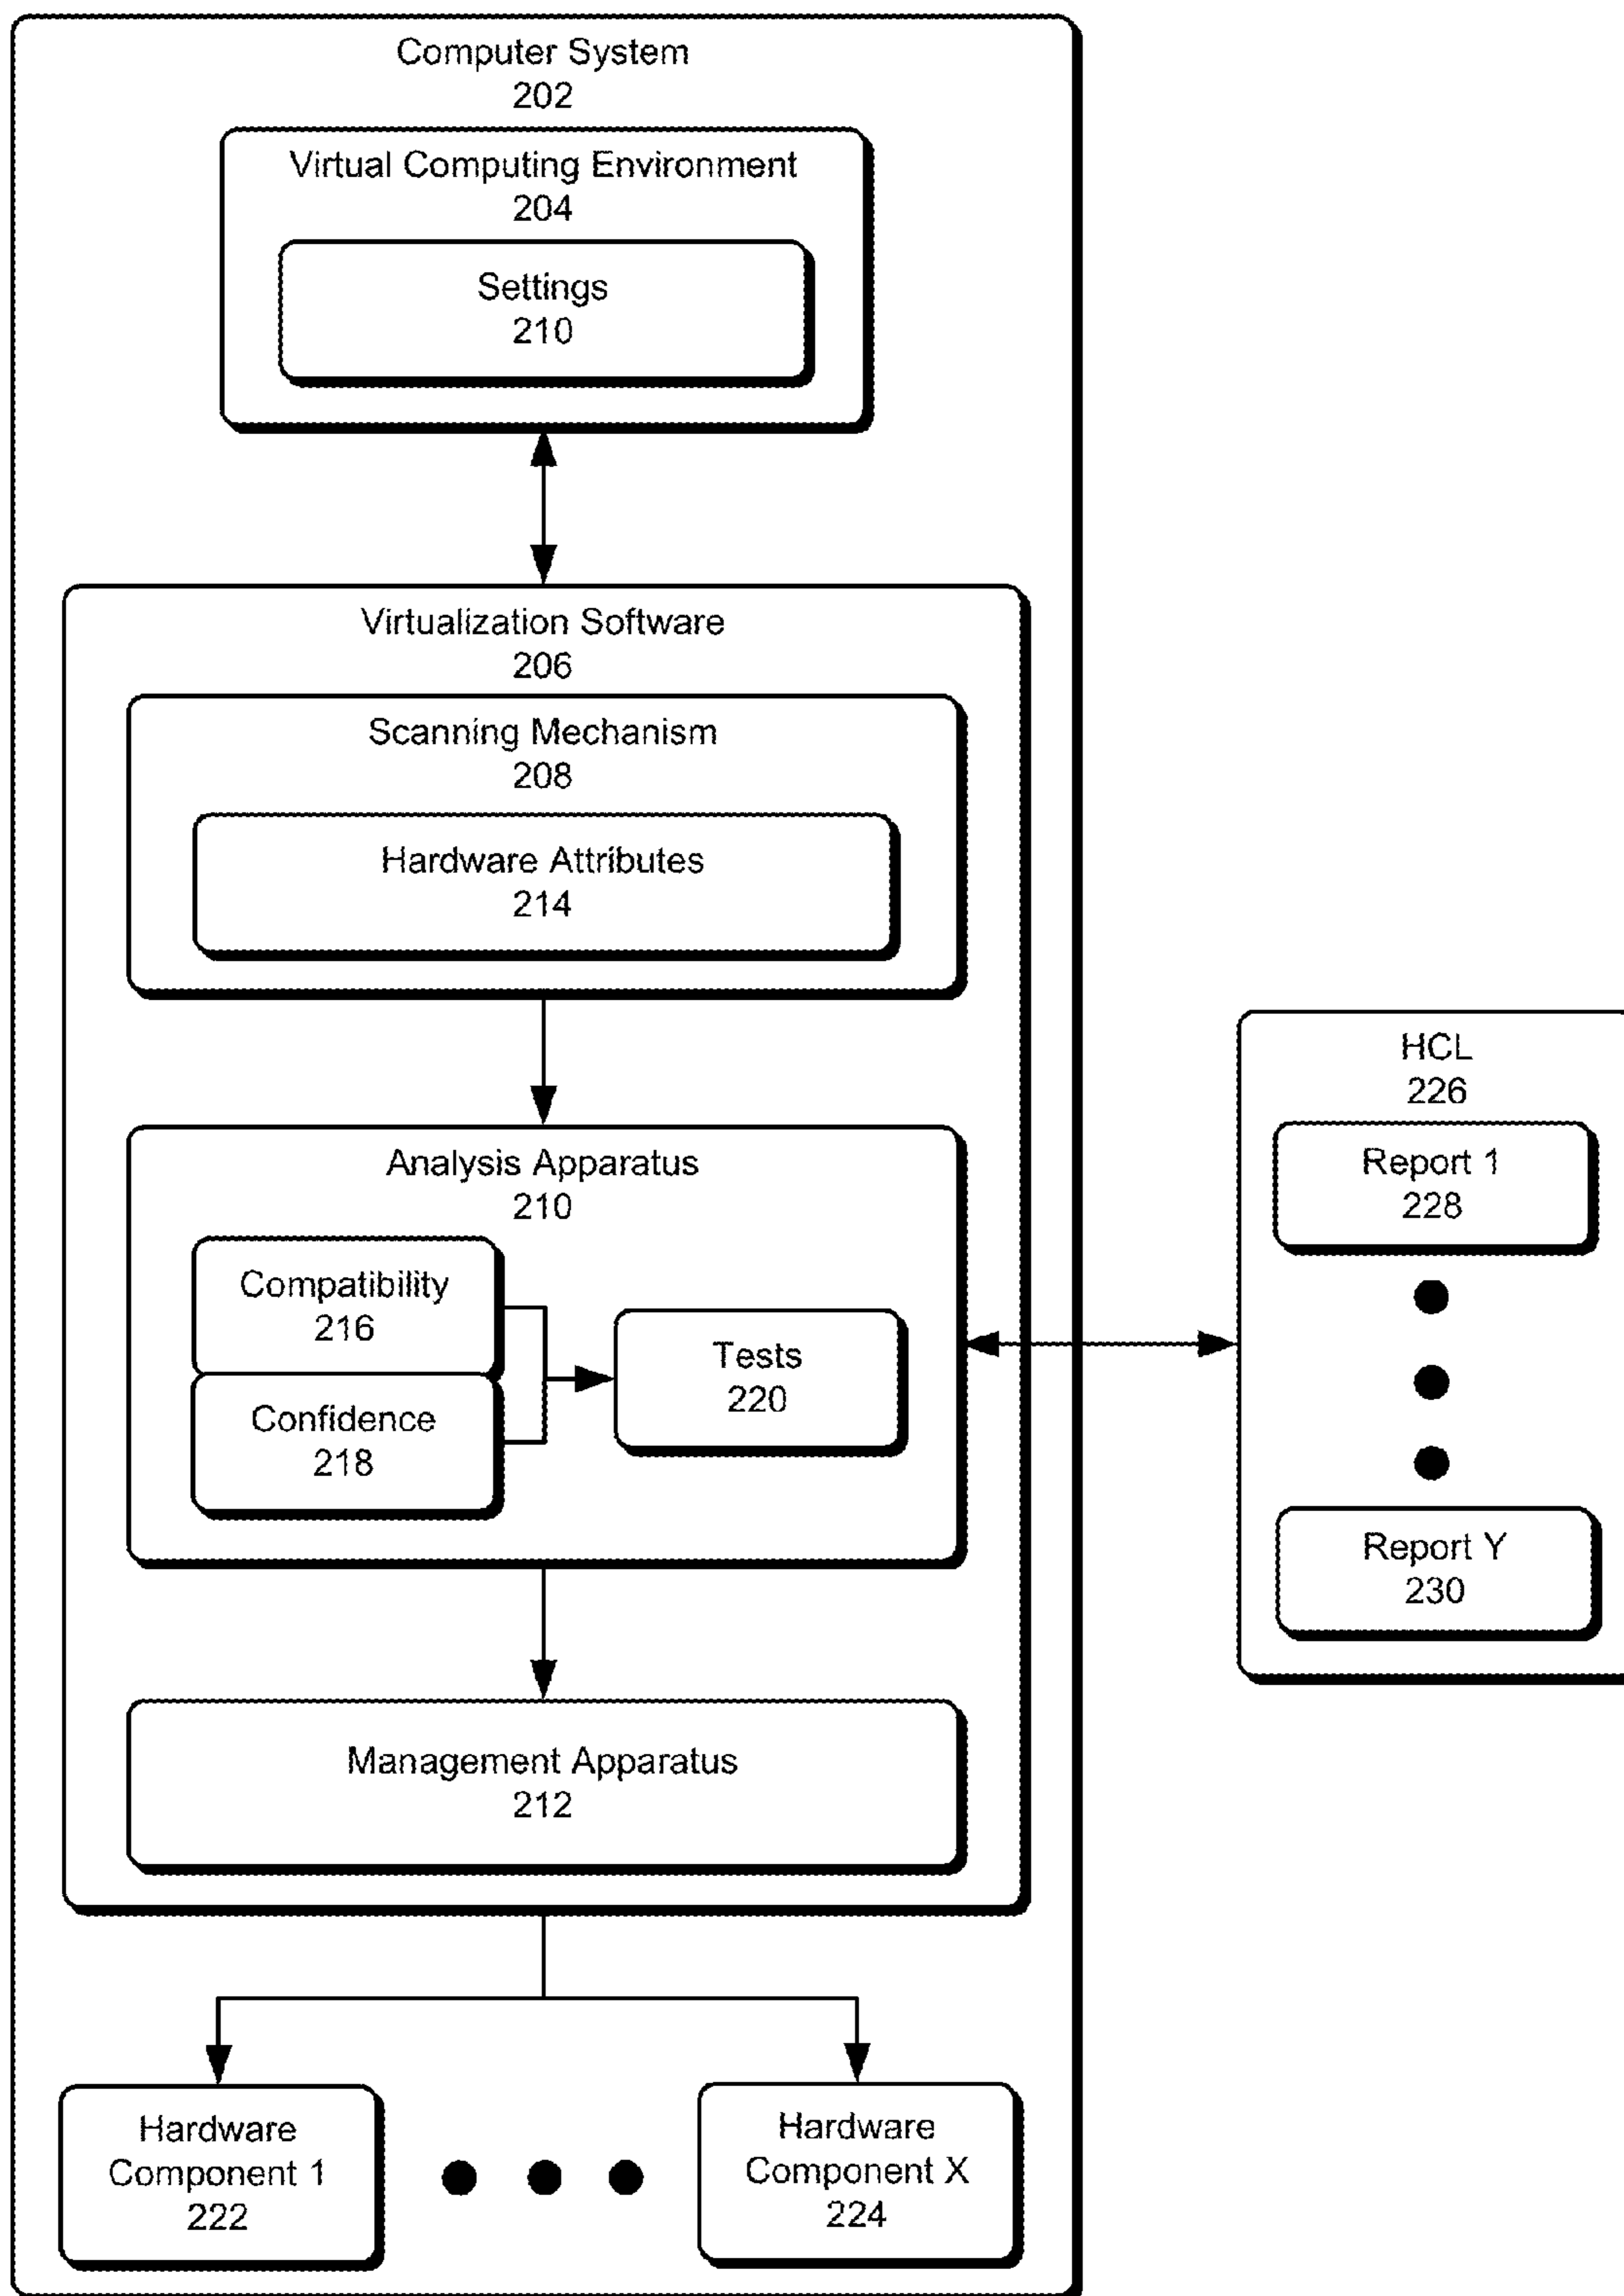 Computer System
202
Virtual Computing Environment
204
Settings
210
Virtualization Software
206
Scanning Mechanism
208
Hardware Attributes
214
Analysis Apparatus
210
Compatibility
216
Confidence
218
Tests
220
Management Apparatus
212
Hardware
Component 1
222
Hardware
Component X
224
HCL
226
Report 1
228
Report Y
230